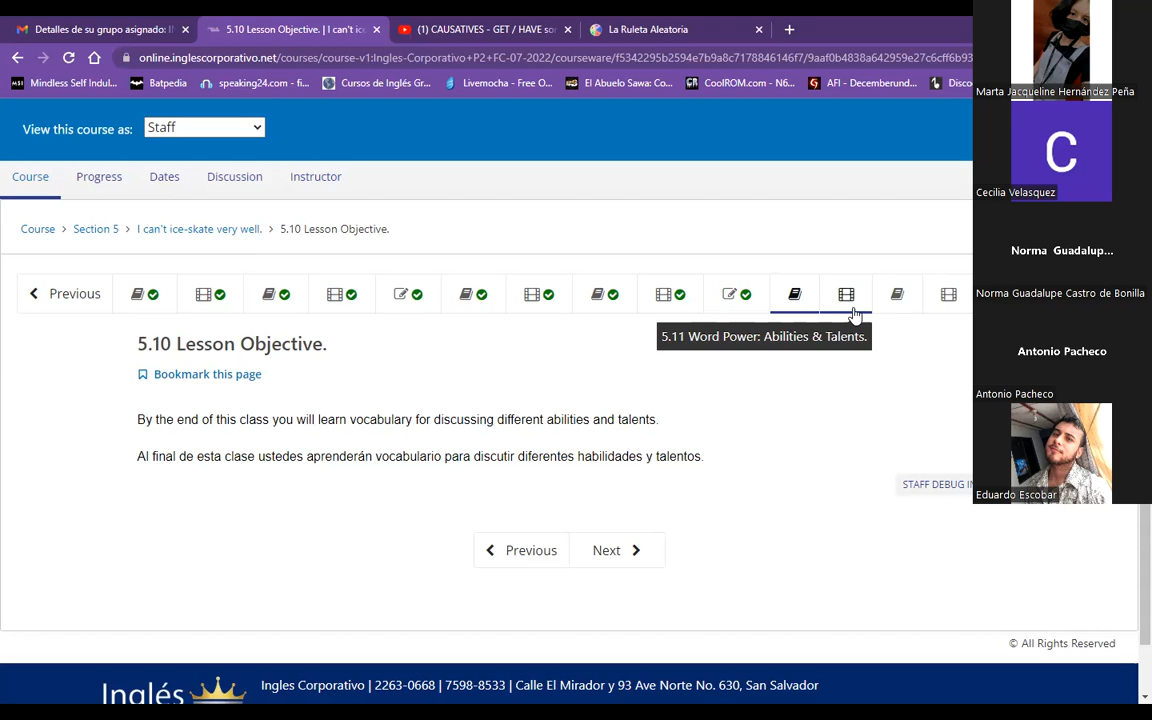 Detalles de su grupo asignado: II
5.10 Lesson Objective. | I can't ice
(1) CAUSATIVES - GET / HAVE so
La Ruleta Aleatoria
online.inglescorporativo.net/courses/course-v1:Ingles-Corporativo+P2+FC-07-2022/courseware/f5342295b2594e7b9a8c7178846146f7/9aaf0b4838a642959e27c6cff6b93
Mindless Self Indul...
Batpedia
speaking24.com - fi...
Cursos de Inglés Gr...
Livemocha - Free O...
El Abuelo Sawa: Co...
CoolROM.com - N6...
AFI - Decemberund...
Disco
View this course as:
Staff
Course
Progress
Dates
Discussion
Instructor
Course > Section 5 > I can't ice-skate very well. > 5.10 Lesson Objective.
Previous
5.11 Word Power: Abilities & Talents.
5.10 Lesson Objective.
Bookmark this page
By the end of this class you will learn vocabulary for discussing different abilities and talents.
Al final de esta clase ustedes aprenderán vocabulario para discutir diferentes habilidades y talentos.
STAFF DEBUG IN
Previous
Next
© All Rights Reserved
Inglés
Ingles Corporativo | 2263-0668 | 7598-8533 | Calle El Mirador y 93 Ave Norte No. 630, San Salvador
Marta Jacqueline Hernández Peña
C
Cecilia Velasquez
Norma Guadalup...
Norma Guadalupe Castro de Bonilla
Antonio Pacheco
Antonio Pacheco
Eduardo Escobar